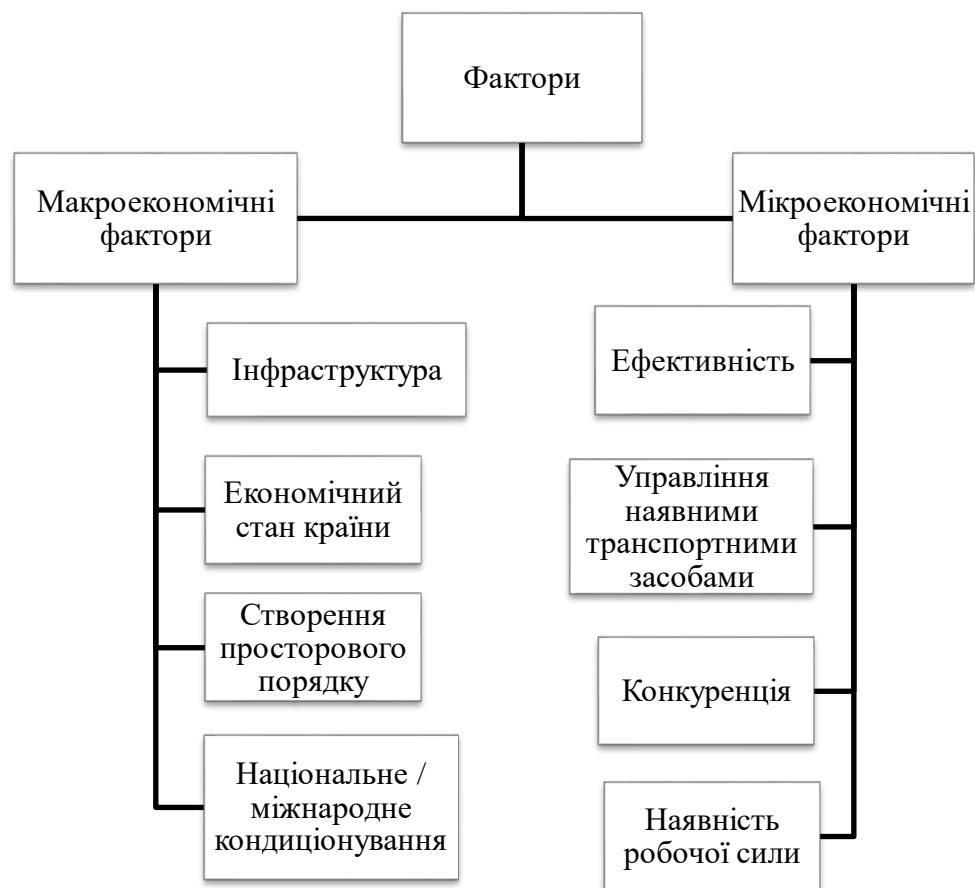 Фактори
Макроекономічні
фактори
Інфраструктура
Економічний
стан країни
Створення
просторового
порядку
Національне /
міжнародне
кондиціонування
Мікроекономічні
фактори
Ефективність
Управління
наявними
транспортними
засобами
Конкуренція
Наявність
робочої сили